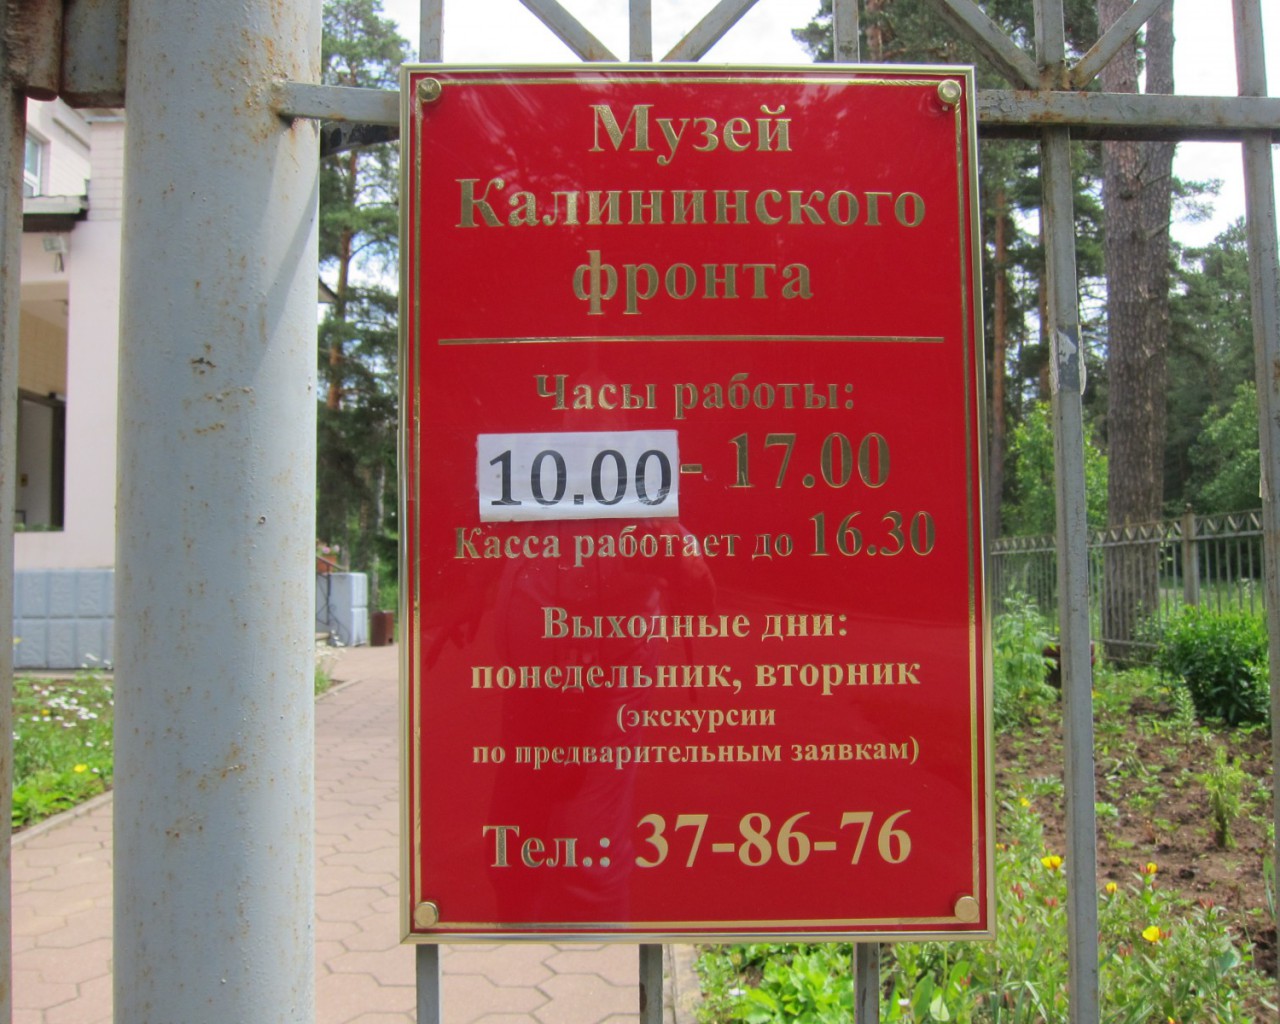 Музей
Калининского
фронта
Часы работы:
10.00 - 17.00
Касса работает до 16.30
Выходные дни:
понедельник, вторник
(экскурсии
по предварительным заявкам)
Тел.: 37-86-76